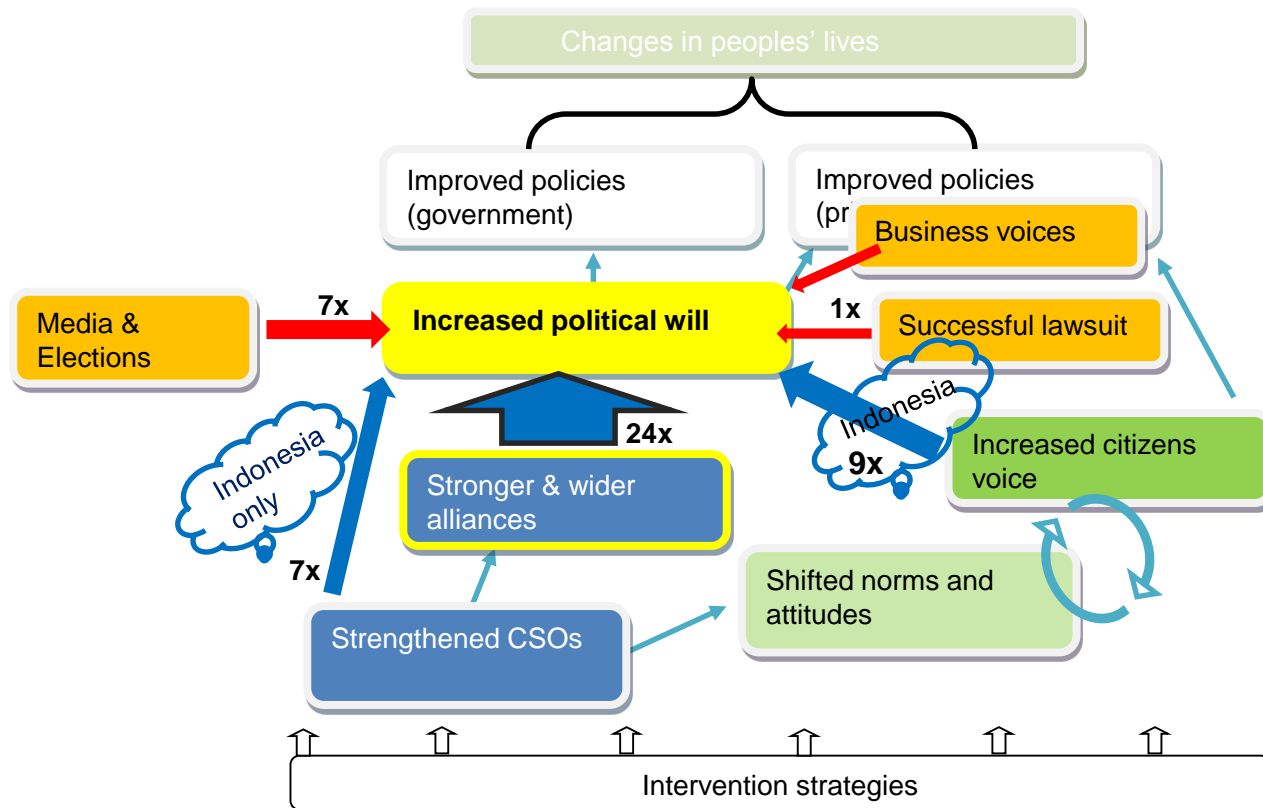 Changes in peoples’ lives
Improved policies
(government)
Improved policies
Business voices
Media &
Elections
7x
Increased political will
1x
Successful lawsuit
Indonesia
only
24x
Indonesia
9x
Increased citizens
voice
Stronger & wider
alliances
7x
Shifted norms and
attitudes
Strengthened CSOs
Intervention strategies